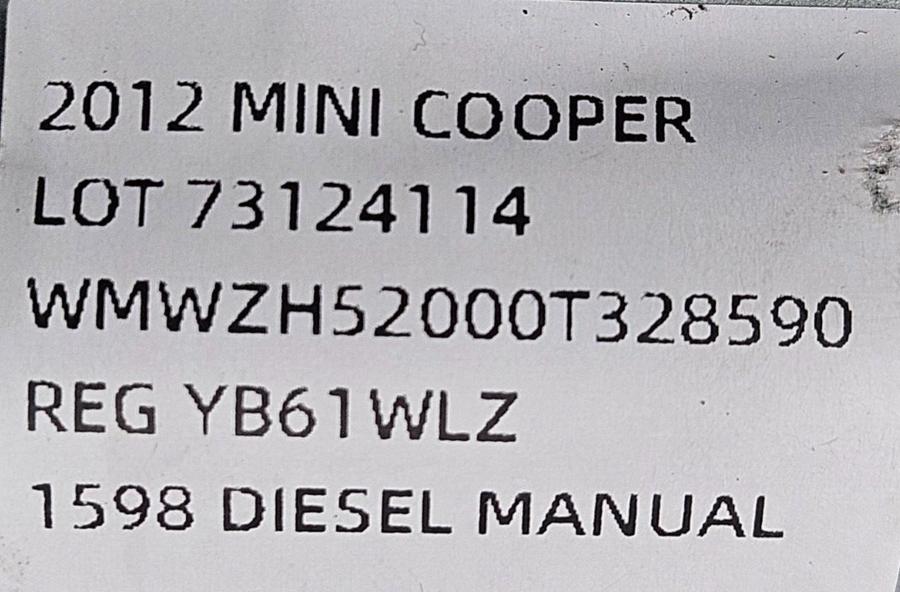 2012 MINI COOPER
LOT 73124114
WMWZH52000T328590
REG YB61WLZ
1598 DIESEL MANUAL